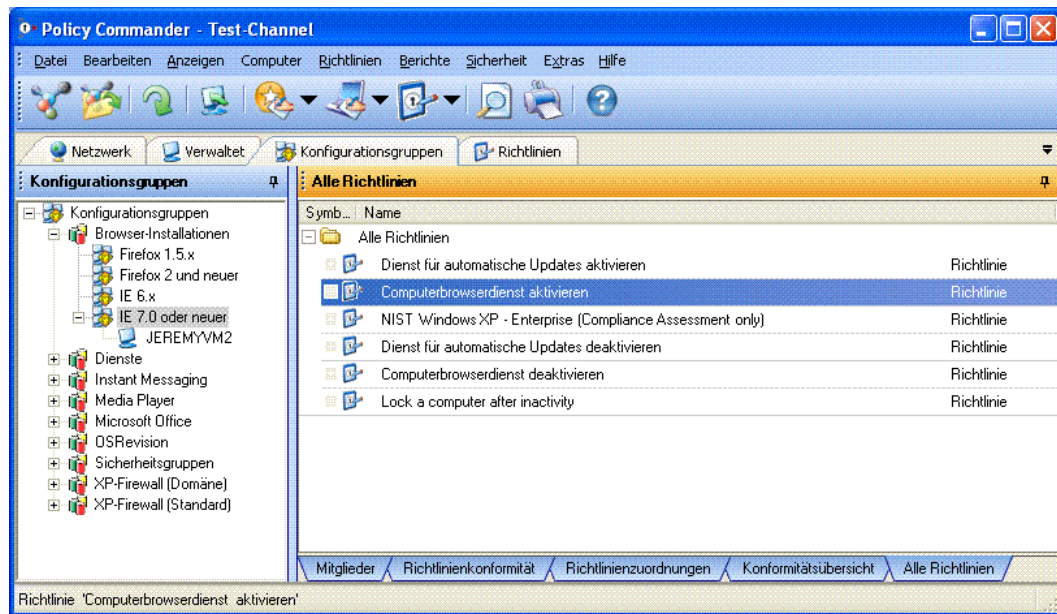 Policy Commander - Test-Channel
Datei Bearbeiten Anzeigen Computer Richtlinien Berichte Sicherheit Extras Hilfe
Netzwerk Verwaltet Konfigurationsgruppen Richtlinien
Konfigurationsgruppen
Konfigurationsgruppen
Browser-Installationen
Firefox 1.5.x
Firefox 2 und neuer
IE 6.x
IE 7.0 oder neuer
JEREMYVM2
Dienste
Instant Messaging
Media Player
Microsoft Office
OSRevision
Sicherheitsgruppen
XP-Firewall (Domäne)
XP-Firewall (Standard)
Alle Richtlinien
Symb... Name
Alle Richtlinien
Dienst für automatische Updates aktivieren Richtlinie
Computerbrowserdienst aktivieren Richtlinie
NIST Windows XP - Enterprise (Compliance Assessment only) Richtlinie
Dienst für automatische Updates deaktivieren Richtlinie
Computerbrowserdienst deaktivieren Richtlinie
Lock a computer after inactivity Richtlinie
Mitglieder Richtlinienkonformität Richtlinienzuordnungen Konformitätsübersicht Alle Richtlinien
Richtlinie 'Computerbrowserdienst aktivieren'